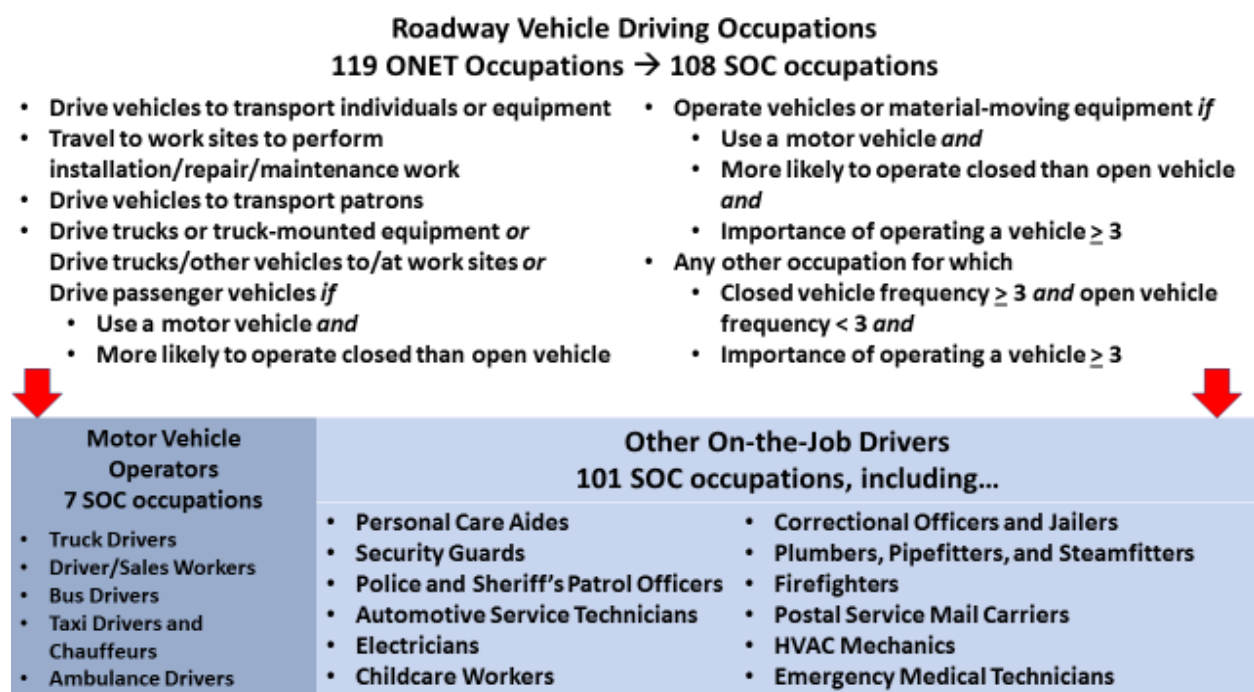 Roadway Vehicle Driving Occupations
119 ONET Occupations → 108 SOC occupations
• Drive vehicles to transport individuals or equipment
• Travel to work sites to perform
installation/repair/maintenance work
• Drive vehicles to transport patrons
• Drive trucks or truck-mounted equipment or
Drive trucks/other vehicles to/at work sites or
Drive passenger vehicles if
• Use a motor vehicle and
• More likely to operate closed than open vehicle
• Operate vehicles or material-moving equipment if
• Use a motor vehicle and
• More likely to operate closed than open vehicle
and
• Importance of operating a vehicle ≥ 3
• Any other occupation for which
• Closed vehicle frequency ≥ 3 and open vehicle
frequency < 3 and
• Importance of operating a vehicle ≥ 3
Motor Vehicle
Operators
7 SOC occupations
• Truck Drivers
• Driver/Sales Workers
• Bus Drivers
• Taxi Drivers and
Chauffeurs
• Ambulance Drivers
Other On-the-Job Drivers
101 SOC occupations, including…
• Personal Care Aides
• Security Guards
• Police and Sheriff's Patrol Officers
• Automotive Service Technicians
• Electricians
• Childcare Workers
• Correctional Officers and Jailers
• Plumbers, Pipefitters, and Steamfitters
• Firefighters
• Postal Service Mail Carriers
• HVAC Mechanics
• Emergency Medical Technicians